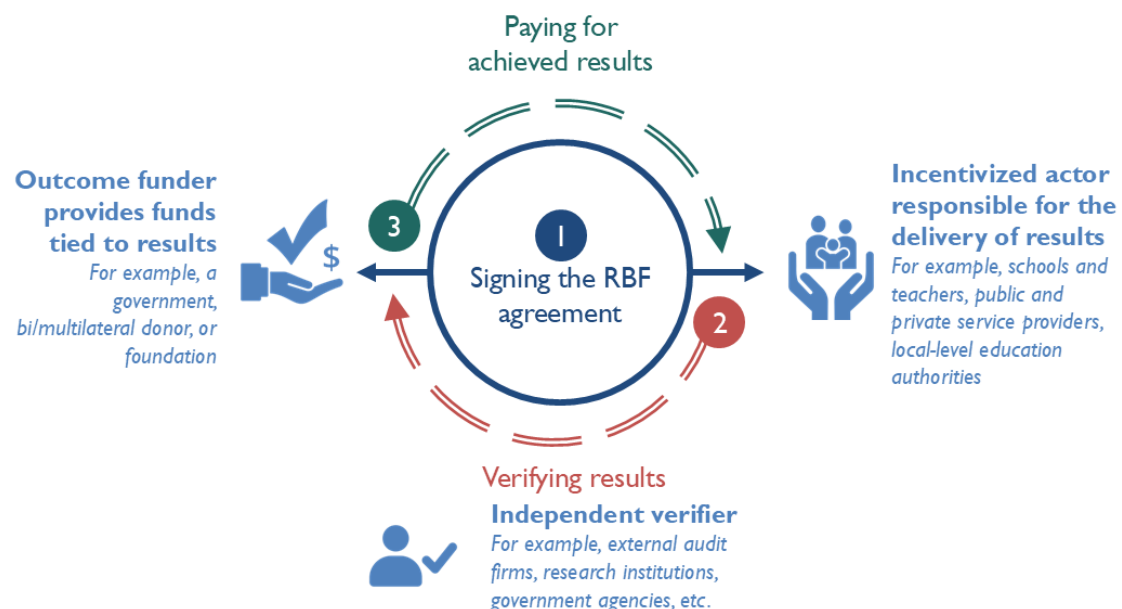 Paying for
achieved results
Outcome funder
provides funds
tied to results
For example, a
government,
bi/multilateral donor, or
foundation
3
$
1
Signing the RBF
agreement
2
Incentivized actor
responsible for the
delivery of results
For example, schools and
teachers, public and
private service providers,
local-level education
authorities
Verifying results
Independent verifier
For example, external audit
firms, research institutions,
government agencies, etc.